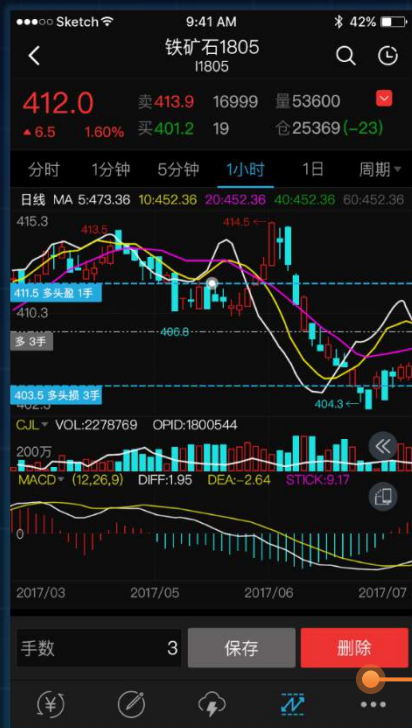 Sketch 9:41 AM 42%
铁矿石1805
I1805
412.0 卖413.9 16999 量53600
6.5 1.60% 买401.2 19 仓25369(-23)
分时 1分钟 5分钟 1小时 1日 周期
日线 MA 5:473.36 10:452.36 20:452.36 40:452.36 60:452.36
415.3
413.5
414.5←
411.5 多头盈 1手
410.3
406.8
多 3手
403.5 多头损 3手
402.3
404.3←
CJL VOL:2278769 OPID:1800544
200万
MACD (12,26,9) DIFF:1.95 DEA:-2.64 STICK:9.17
0
2017/03 2017/05 2017/06 2017/07
手数 3 保存 删除